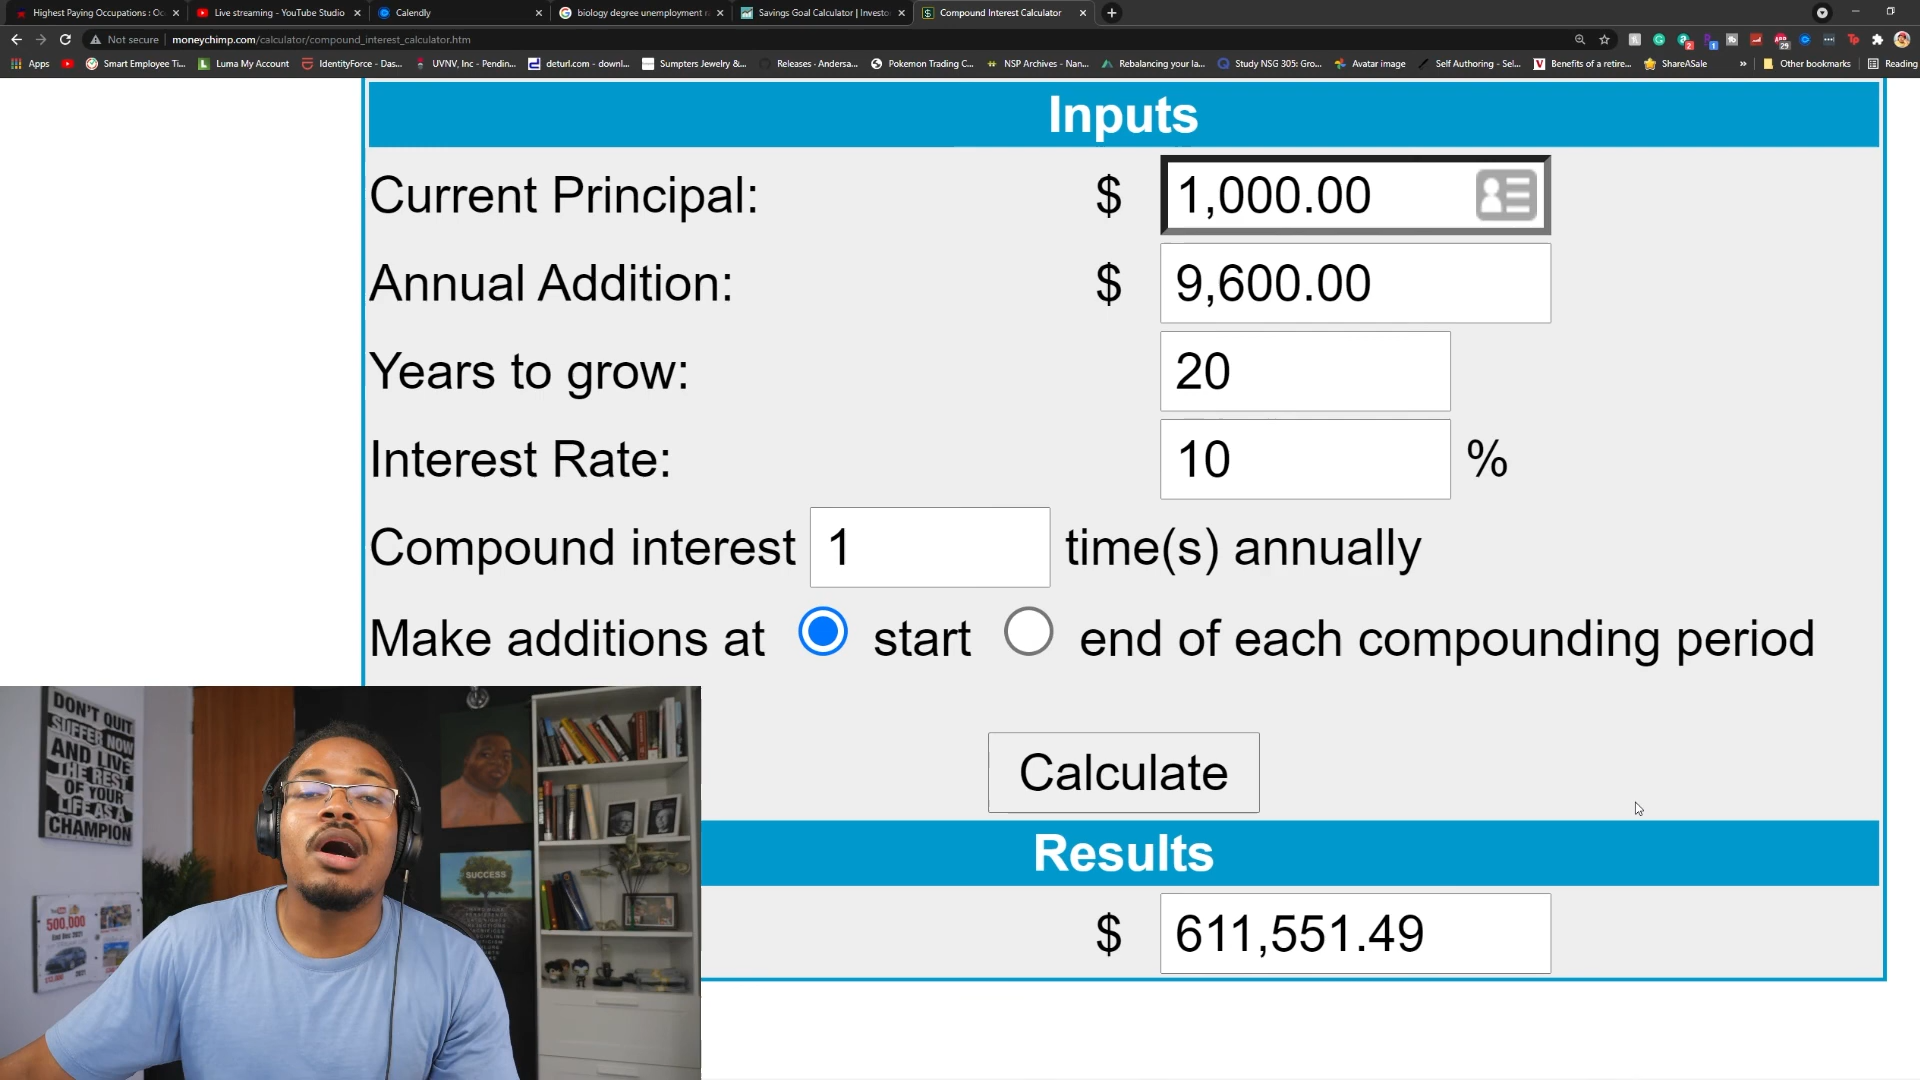 Highest Paying Occupations : Oc
Live streaming - YouTube Studio
Calendly
biology degree unemployment r
Savings Goal Calculator | Investo
Compound Interest Calculator
Not secure
moneychimp.com/calculator/compound_interest_calculator.htm
Apps
Smart Employee Ti...
Luma My Account
IdentityForce - Das...
UVNV, Inc - Pendin...
deturl.com - downl...
Sumpters Jewelry &...
Releases · Andersa...
Pokemon Trading C...
NSP Archives - Nan...
Rebalancing your la...
Study NSG 305: Gro...
Avatar image
Self Authoring - Sel...
Benefits of a retire...
ShareASale
»
Other bookmarks
Reading
Inputs
Current Principal: $ 1,000.00
Annual Addition: $ 9,600.00
Years to grow: 20
Interest Rate: 10 %
Compound interest 1 time(s) annually
Make additions at start end of each compounding period
Calculate
Results
$ 611,551.49
DON'T QUIT
SUFFER NOW
AND LIVE
THE REST
OF YOUR
LIFE AS A
CHAMPION
SUCCESS
500,000